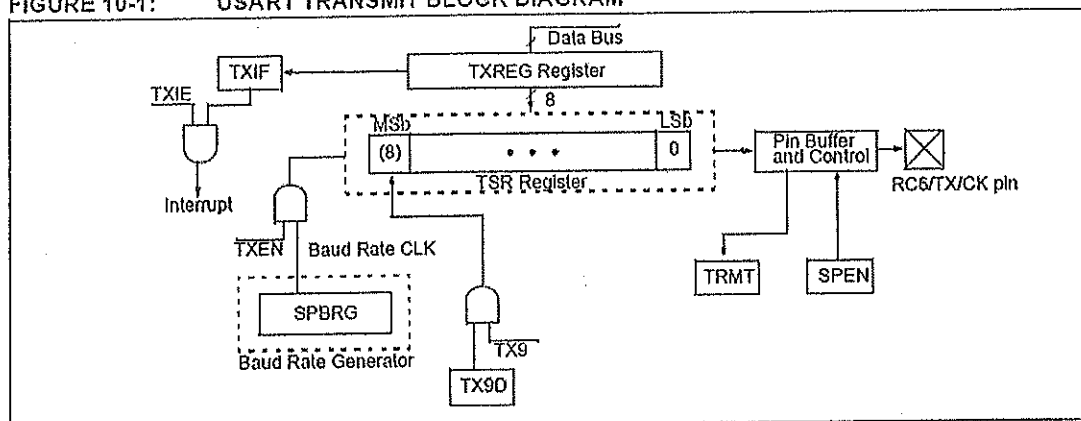 FIGURE 10-1: USART TRANSMIT BLOCK DIAGRAM
Data Bus
TXIF
TXREG Register
TXIE
8
MSb
LSb
(8)
• • •
0
Pin Buffer
and Control
TSR Register
RC6/TX/CK pin
Interrupt
TXEN
Baud Rate CLK
TRMT
SPEN
SPBRG
TX9
Baud Rate Generator
TX9D